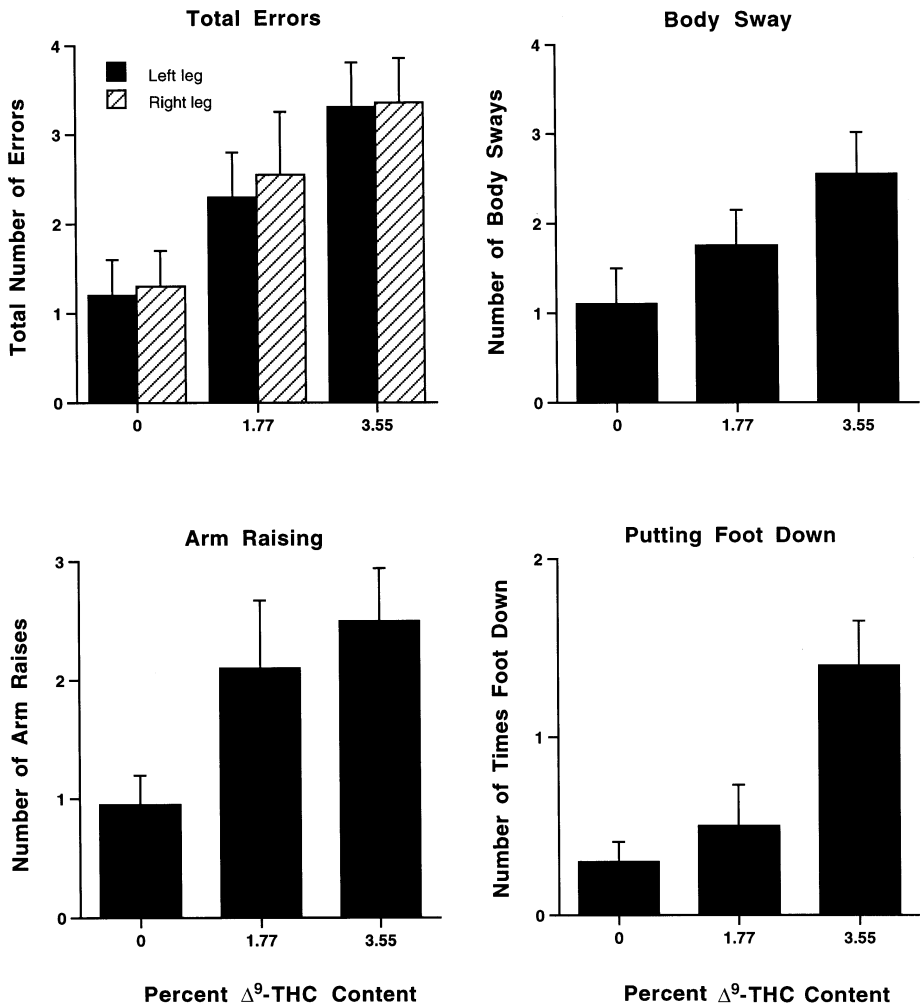 Total Errors
Total Number of Errors
4
3
2
1
0
Left leg
Right leg
0
1.77
3.55
Body Sway
Number of Body Sways
4
3
2
1
0
0
1.77
3.55
Arm Raising
Number of Arm Raises
3
2
1
0
0
1.77
3.55
Percent Δ⁹-THC Content
Putting Foot Down
Number of Times Foot Down
2
1
0
0
1.77
3.55
Percent Δ⁹-THC Content